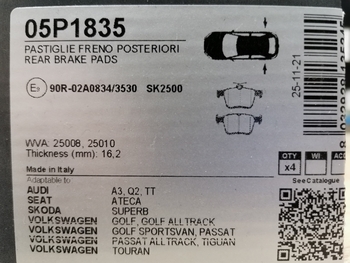 05P1835
PASTIGLIE FRENO POSTERIORI
REAR BRAKE PADS
90R-02A0834/3530 SK2500
25-11-21
WVA: 25008, 25010
Thickness (mm): 16,2
Made in Italy
Adaptable to
QTY WI
x4
See Catalogue
AUDI A3, Q2, TT
SEAT ATECA
SKODA SUPERB
VOLKSWAGEN GOLF, GOLF ALLTRACK
VOLKSWAGEN GOLF SPORTSVAN, PASSAT
VOLKSWAGEN PASSAT ALLTRACK, TIGUAN
VOLKSWAGEN TOURAN